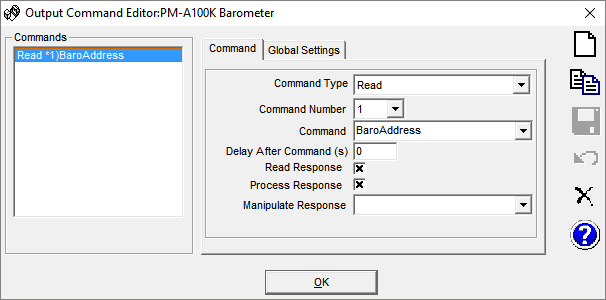 Output Command Editor:PM-A100K Barometer
Commands
Read *1)BaroAddress
Command
Global Settings
Command Type Read
Command Number 1
Command BaroAddress
Delay After Command (s) 0
Read Response
Process Response
Manipulate Response
OK
?